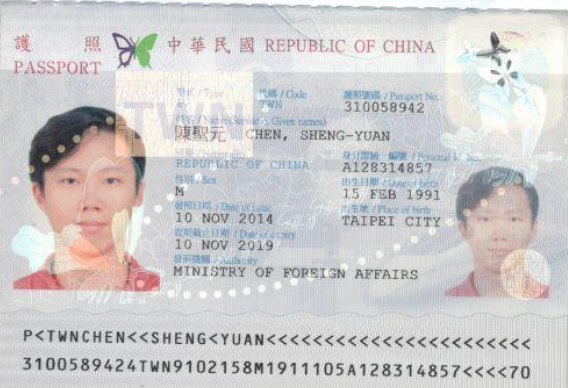 護照 中華民國 REPUBLIC OF CHINA
PASSPORT
型式 / Type 代碼 / Code 護照號碼 / Passport No.
P TWN 310058942
姓名 / Name (Surname, Given names)
陳聖元 CHEN, SHENG-YUAN
國籍 / Nationality 身分證統一編號 / Personal Id. No.
REPUBLIC OF CHINA A128314857
性別 / Sex 出生日期 / Date of birth
M 15 FEB 1991
發照日期 / Date of issue 出生地 / Place of birth
10 NOV 2014 TAIPEI CITY
效期截止日期 / Date of expiry
10 NOV 2019
發照機關 / Authority
MINISTRY OF FOREIGN AFFAIRS
P<TWNCHEN<<SHENG<YUAN<<<<<<<<<<<<<<<<<<<<<<<
3100589424TWN9102158M1911105A128314857<<<<70